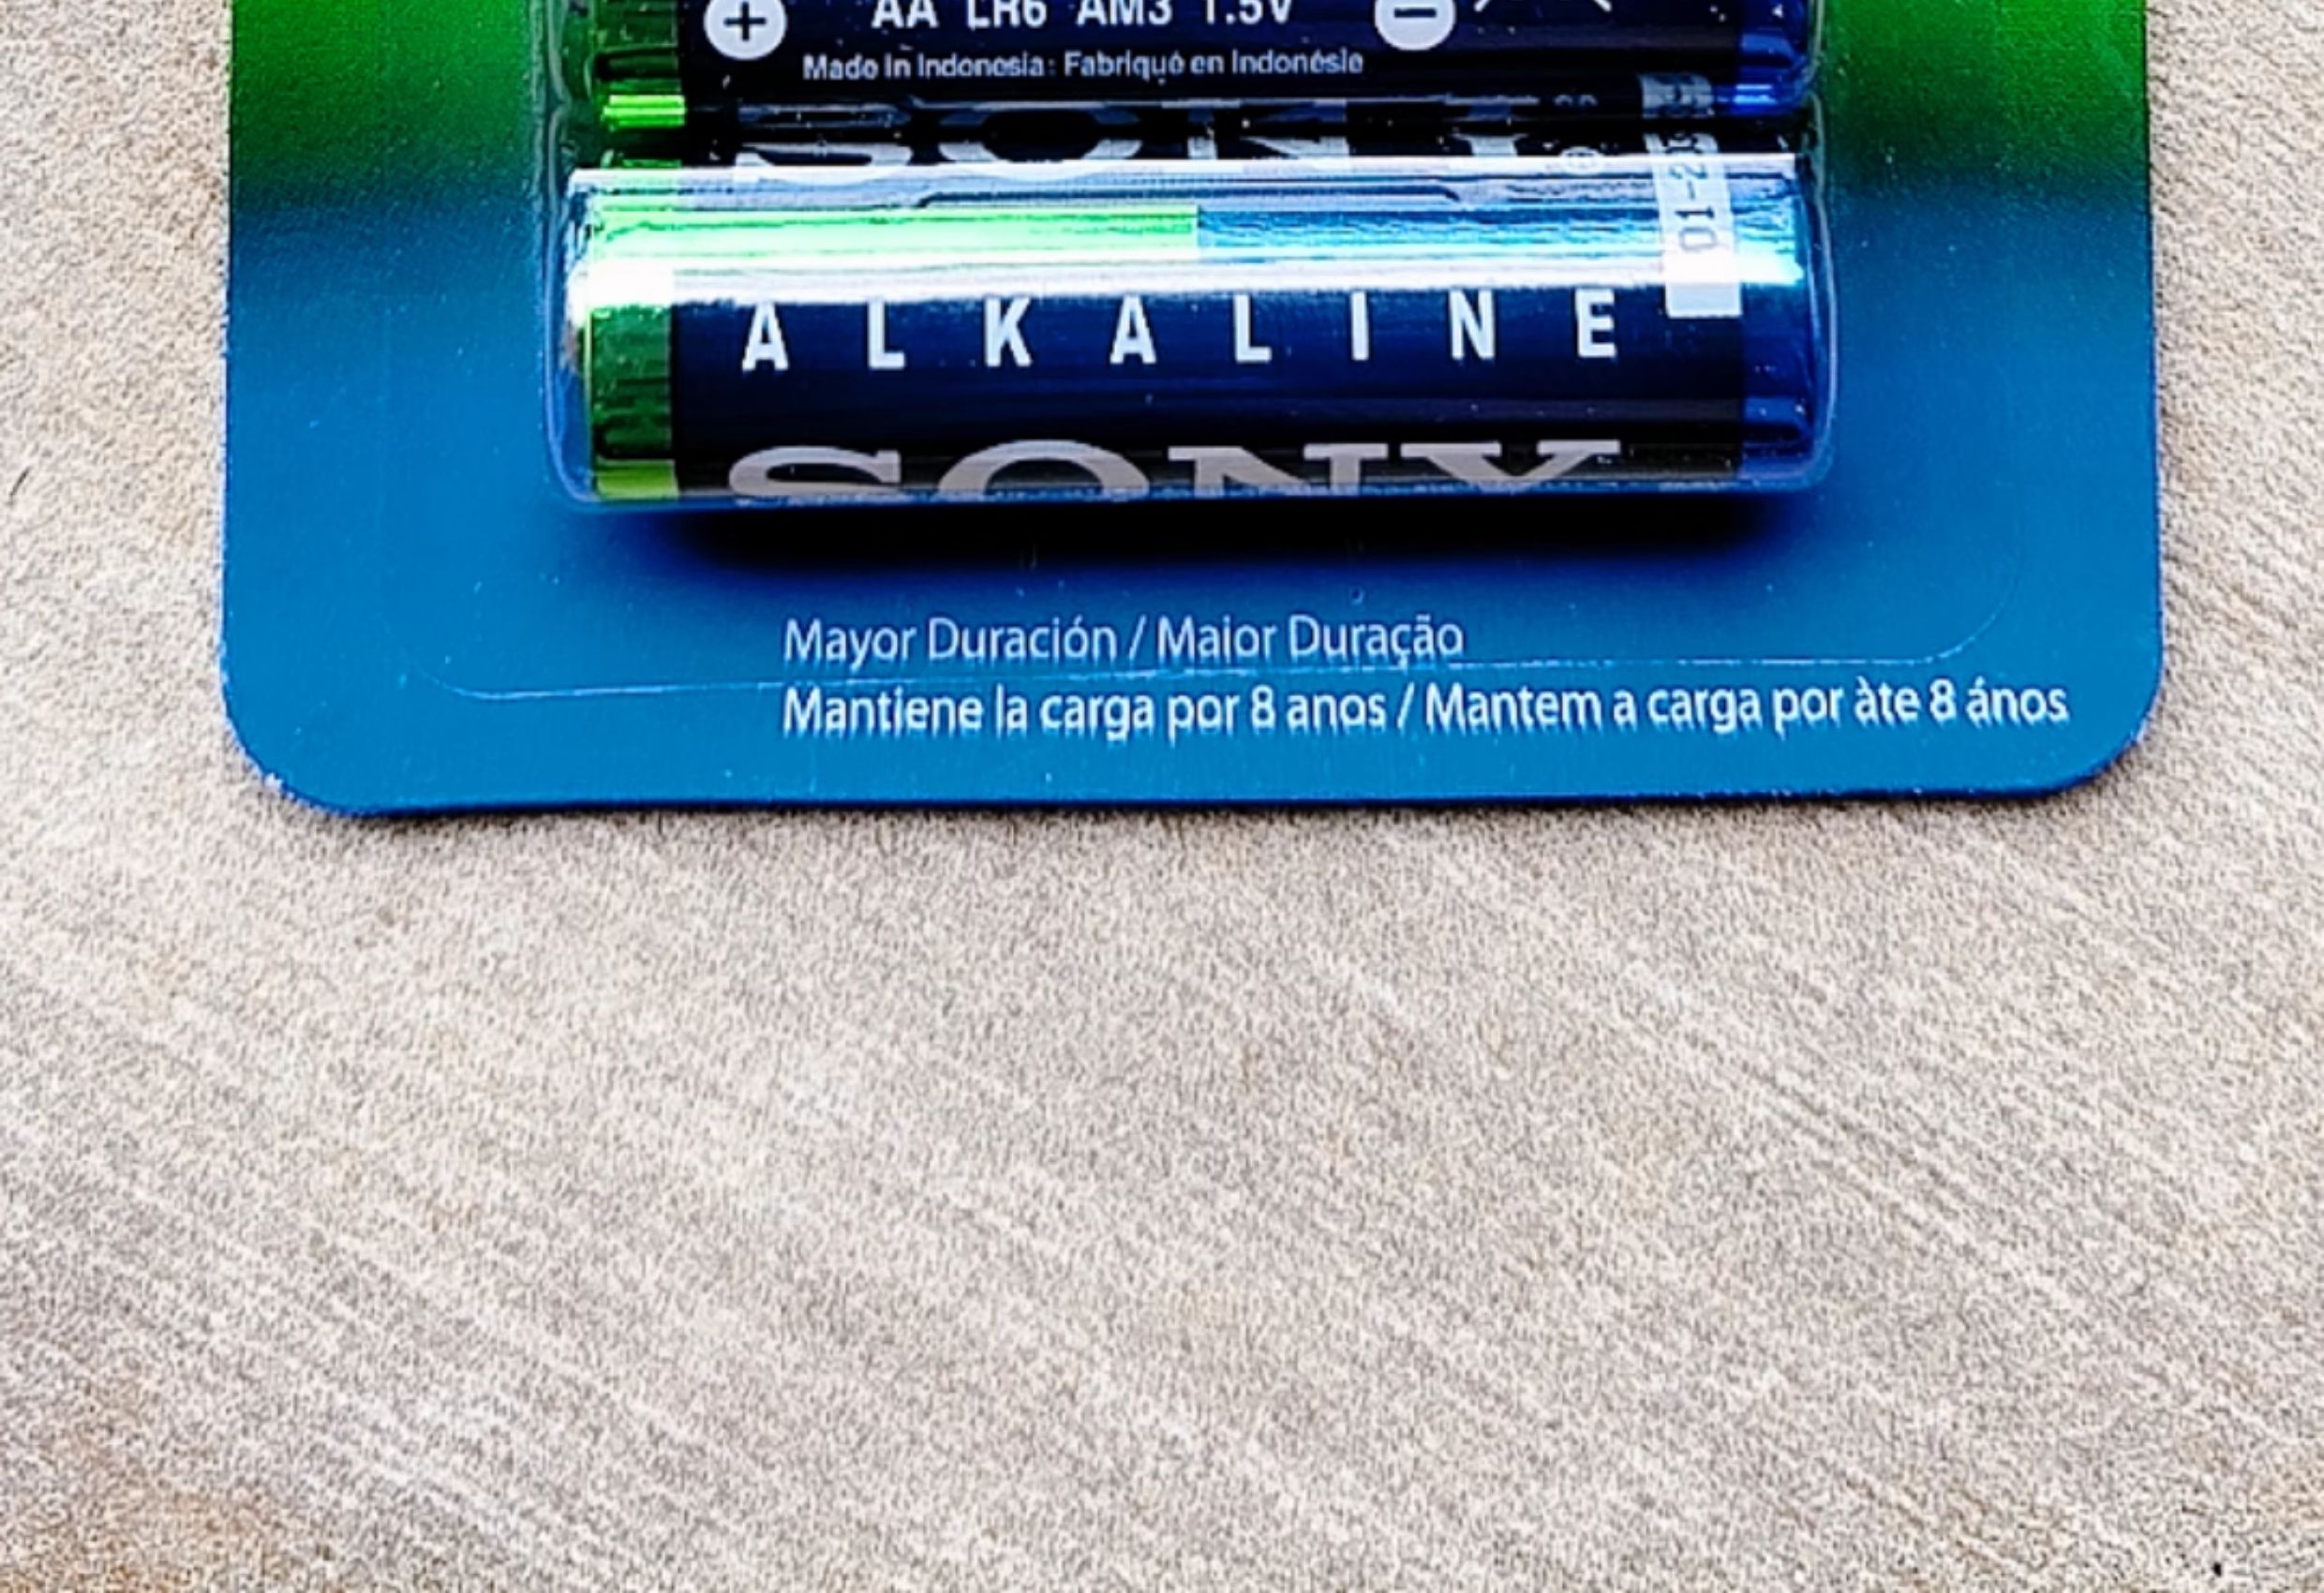 + AA LR6 AM3 1.5V −
Made in Indonesia: Fabriqué en Indonésie
SONY
ALKALINE
SONY
Mayor Duración / Maior Duração
Mantiene la carga por 8 anos / Mantem a carga por àte 8 ános